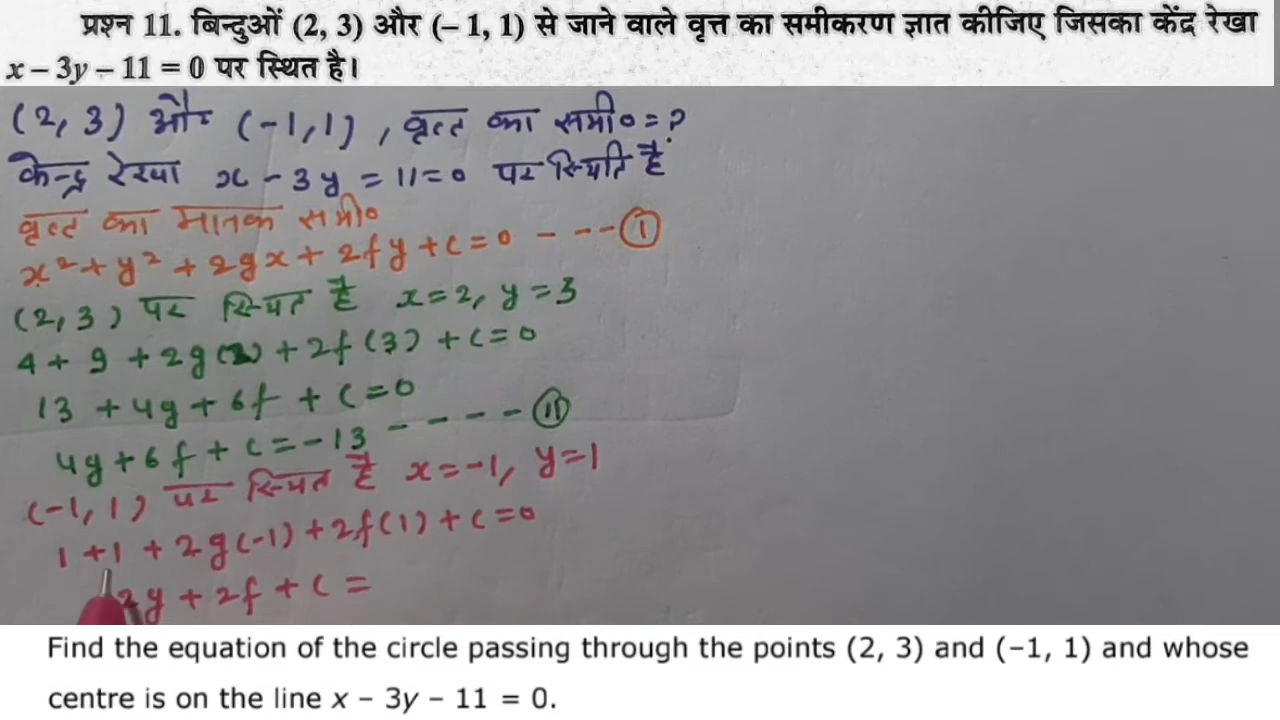 प्रश्न 11. बिन्दुओं (2, 3) और (– 1, 1) से जाने वाले वृत्त का समीकरण ज्ञात कीजिए जिसका केंद्र रेखा
x – 3y – 11 = 0 पर स्थित है।
(2, 3) और (-1, 1) , वृत्त का समी० = ?
केन्द्र रेखा x - 3y = 11 = 0 पर स्थिति है
वृत्त का मानक समी०
x² + y² + 2gx + 2fy + c = 0 - - - - ①
(2, 3) पर स्थित है x = 2, y = 3
4 + 9 + 2g(2) + 2f(3) + c = 0
13 + 4g + 6f + c = 0
4g + 6f + c = -13 - - - - ⑪
(-1, 1) पर स्थित है x = -1, y = 1
1 + 1 + 2g(-1) + 2f(1) + c = 0
2g + 2f + c =
Find the equation of the circle passing through the points (2, 3) and (–1, 1) and whose
centre is on the line x – 3y – 11 = 0.